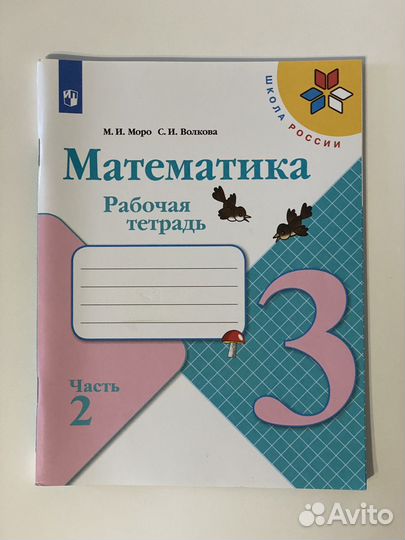 ШКОЛА РОССИИ
М. И. Моро С. И. Волкова
Математика
Рабочая
тетрадь
3
Часть
2
Avito